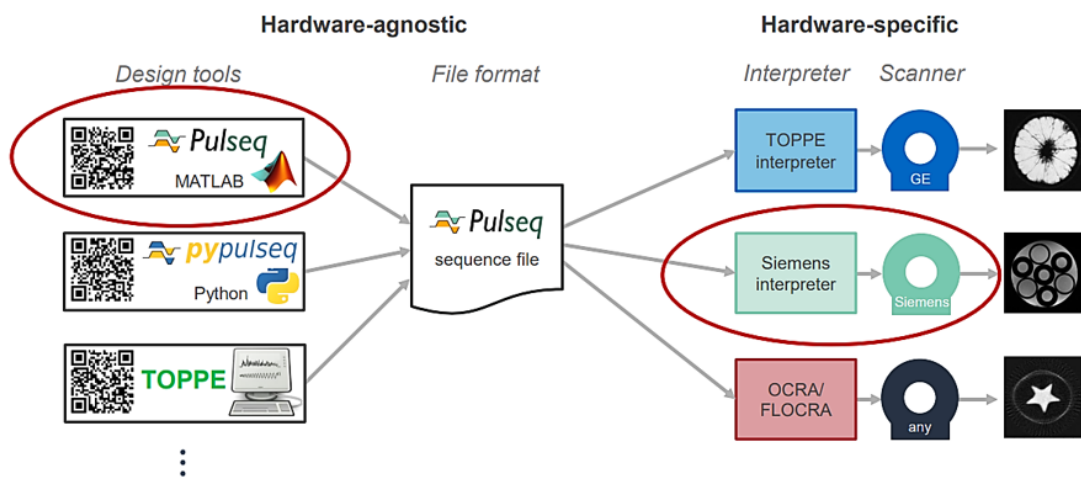 Hardware-agnostic
Hardware-specific
Design tools
File format
Interpreter
Scanner
Pulseq
MATLAB
pypulseq
Python
TOPPE
Pulseq
sequence file
TOPPE
interpreter
GE
Siemens
interpreter
Siemens
OCRA/
FLOCRA
any